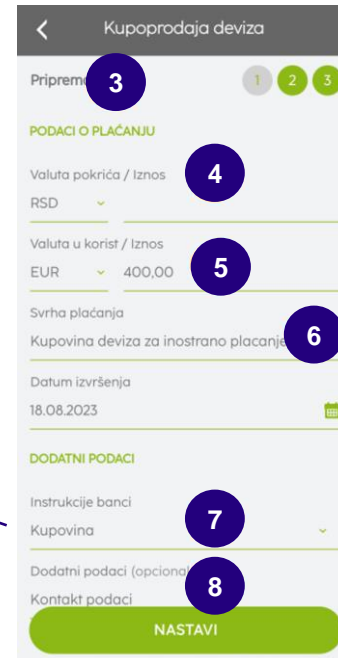 Kupoprodaja deviza
3
1 2 3
PODACI O PLAĆANJU
Valuta pokrića / Iznos
4
RSD
Valuta u korist / Iznos
EUR 400,00
5
Svrha plaćanja
Kupovina deviza za inostrano placanje
6
Datum izvršenja
18.08.2023
DODATNI PODACI
Instrukcije banci
Kupovina
7
Dodatni podaci
8
Kontakt podaci
NASTAVI